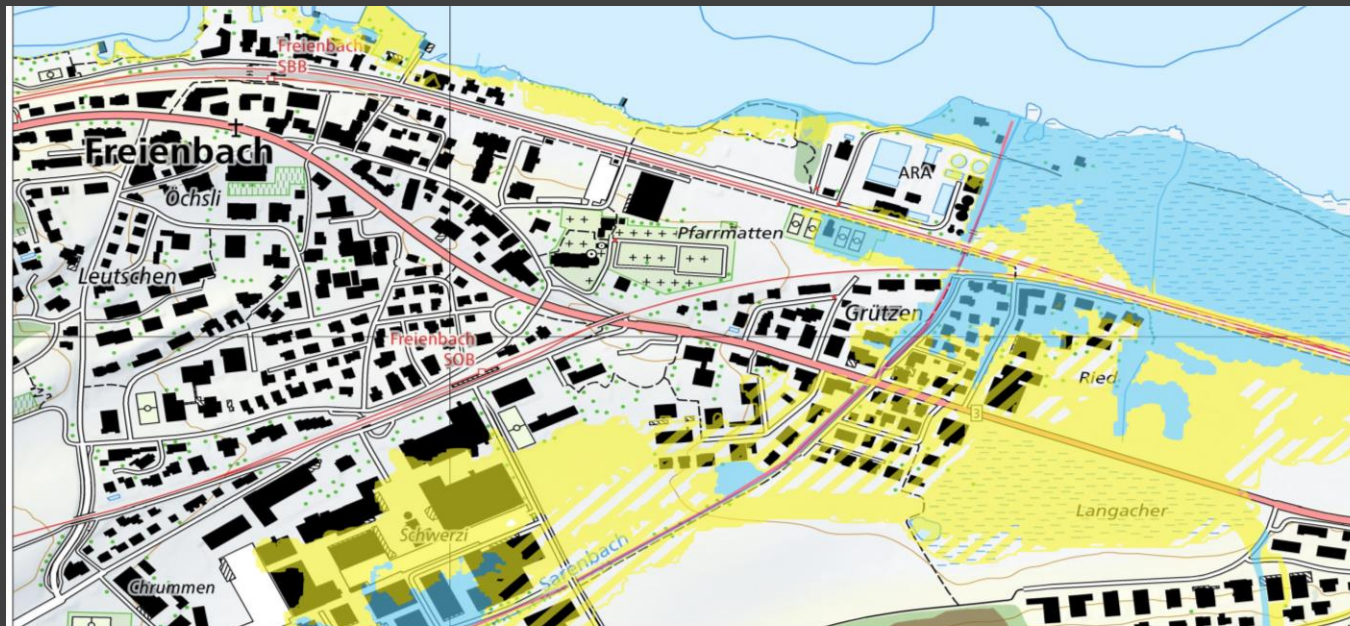 Freienbach
SBB
Freienbach
Öchsli
ARA
Pfarrmatten
Leutschen
Grützen
Freienbach
SOB
Ried
3
Langacher
Schwerzi
Sarenbach
Chrummen